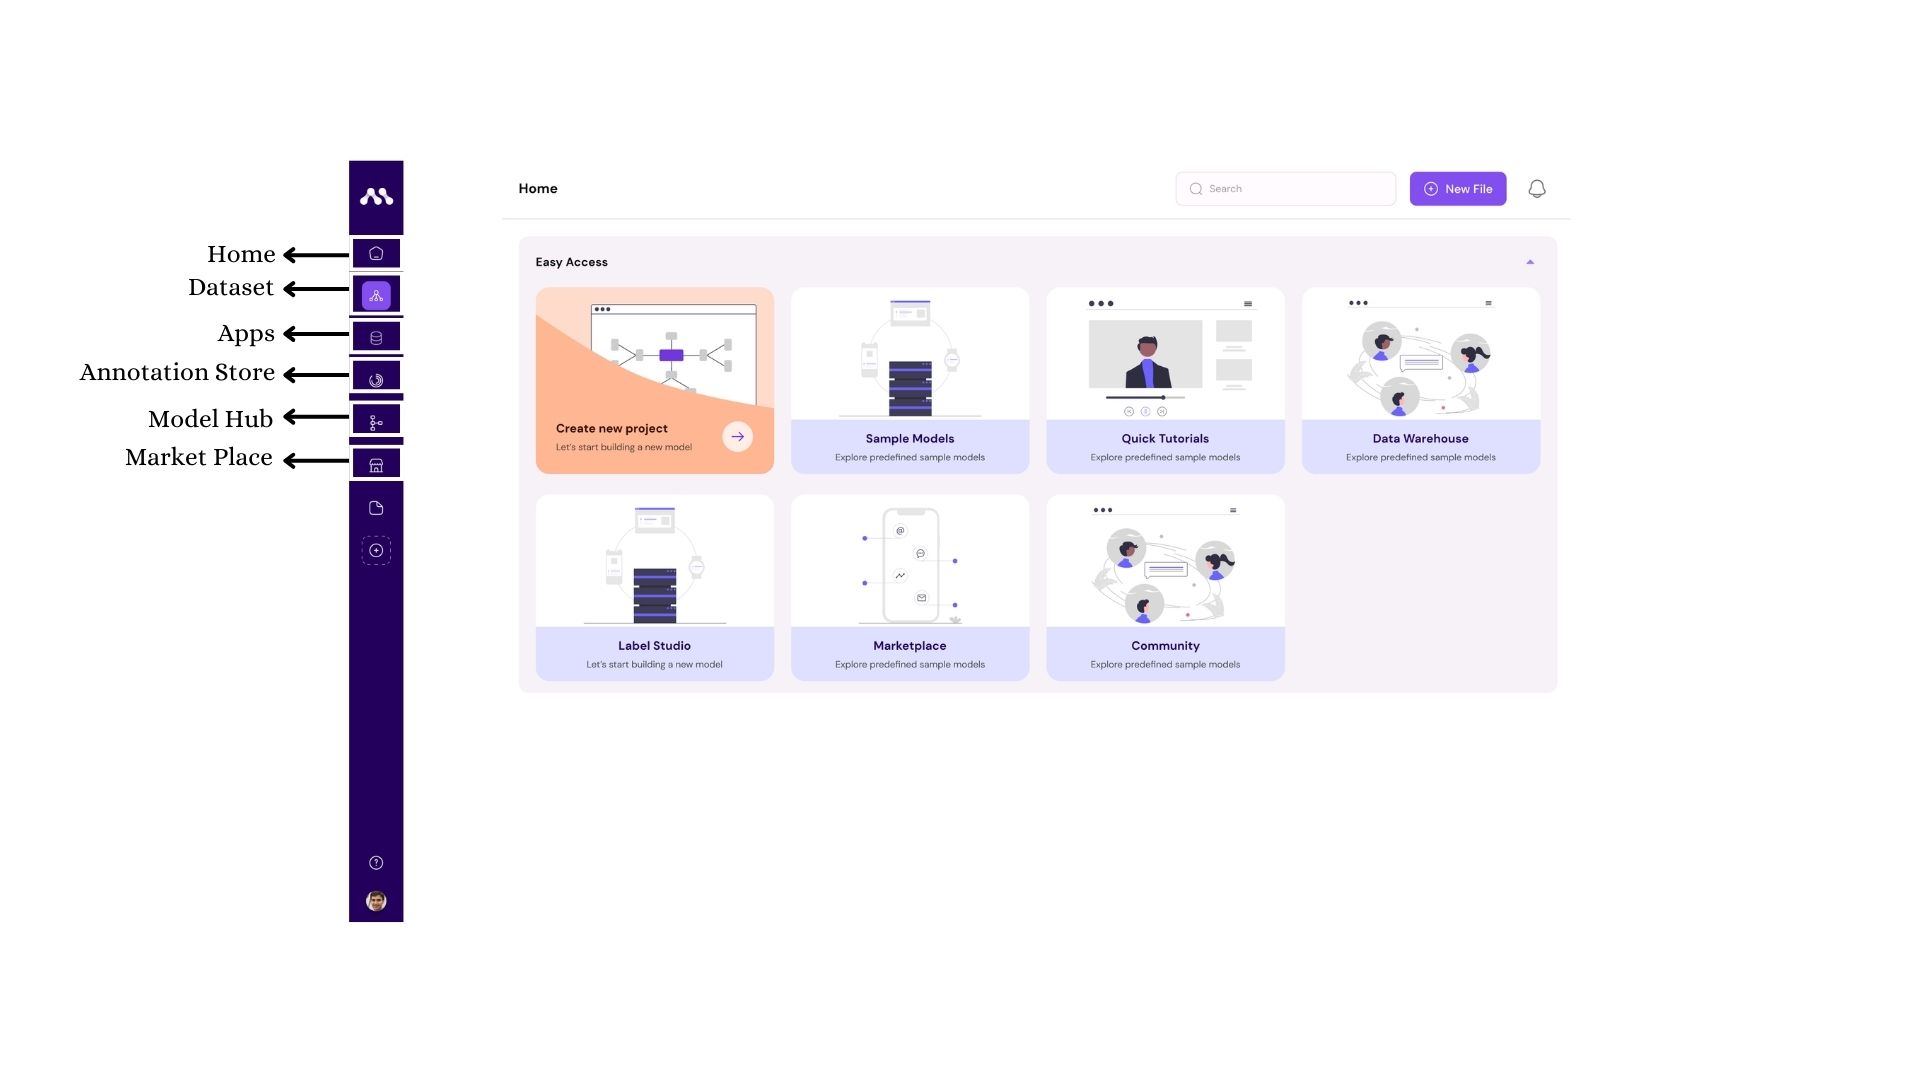 Home
Dataset
Apps
Annotation Store
Model Hub
Market Place
Home
Search
New File
Easy Access
Create new project
Let's start building a new model
Sample Models
Explore predefined sample models
Quick Tutorials
Explore predefined sample models
Data Warehouse
Explore predefined sample models
Label Studio
Let's start building a new model
Marketplace
Explore predefined sample models
Community
Explore predefined sample models